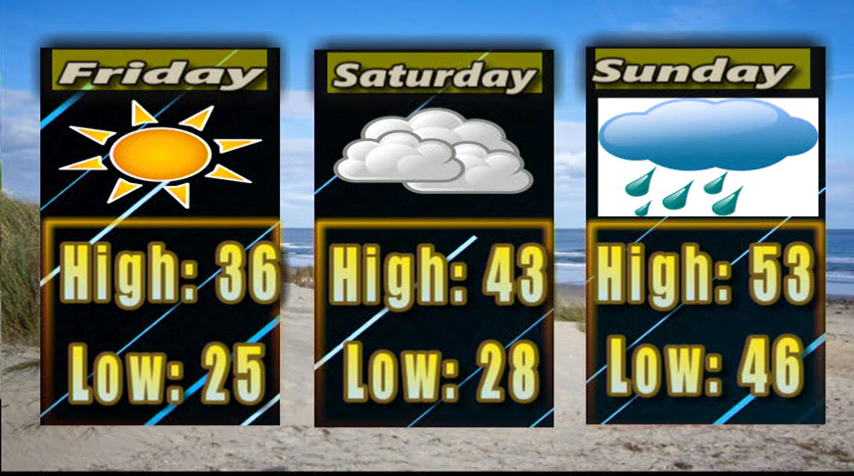 Friday
High: 36
Low: 25
Saturday
High: 43
Low: 28
Sunday
High: 53
Low: 46